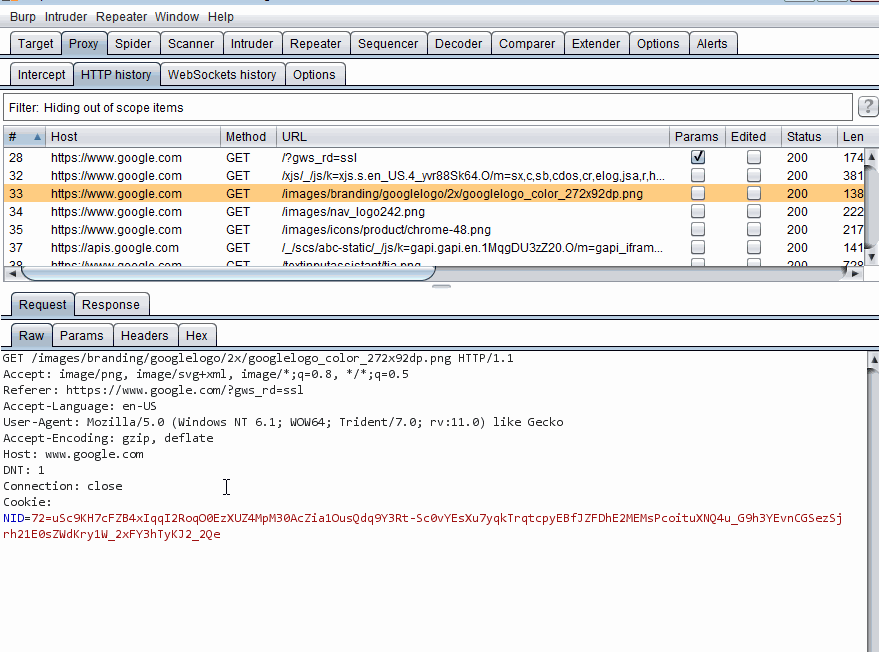 Burp Intruder Repeater Window Help
Target Proxy Spider Scanner Intruder Repeater Sequencer Decoder Comparer Extender Options Alerts
Intercept HTTP history WebSockets history Options
Filter: Hiding out of scope items ?
# Host Method URL Params Edited Status Len
28 https://www.google.com GET /?gws_rd=ssl 200 174
32 https://www.google.com GET /xjs/_/js/k=xjs.s.en_US.4_yvr88Sk64.O/m=sx,c,sb,cdos,cr,elog,jsa,r,h... 200 381
33 https://www.google.com GET /images/branding/googlelogo/2x/googlelogo_color_272x92dp.png 200 138
34 https://www.google.com GET /images/nav_logo242.png 200 222
35 https://www.google.com GET /images/icons/product/chrome-48.png 200 217
37 https://apis.google.com GET /_/scs/abc-static/_/js/k=gapi.gapi.en.1MqgDU3zZ20.O/m=gapi_ifram... 200 141
38 https://www.google.com GET /textinputassistant/tia.png 200 728
Request Response
Raw Params Headers Hex
GET /images/branding/googlelogo/2x/googlelogo_color_272x92dp.png HTTP/1.1
Accept: image/png, image/svg+xml, image/*;q=0.8, */*;q=0.5
Referer: https://www.google.com/?gws_rd=ssl
Accept-Language: en-US
User-Agent: Mozilla/5.0 (Windows NT 6.1; WOW64; Trident/7.0; rv:11.0) like Gecko
Accept-Encoding: gzip, deflate
Host: www.google.com
DNT: 1
Connection: close
Cookie:
NID=72=uSc9KH7cFZB4xIqqI2RoqO0EzXUZ4MpM30AcZia1OusQdq9Y3Rt-Sc0vYEsXu7yqkTrqtcpyEBfJZFDhE2MEMsPcoituXNQ4u_G9h3YEvnCGSezSj
rh21E0sZWdKry1W_2xFY3hTyKJ2_2Qe